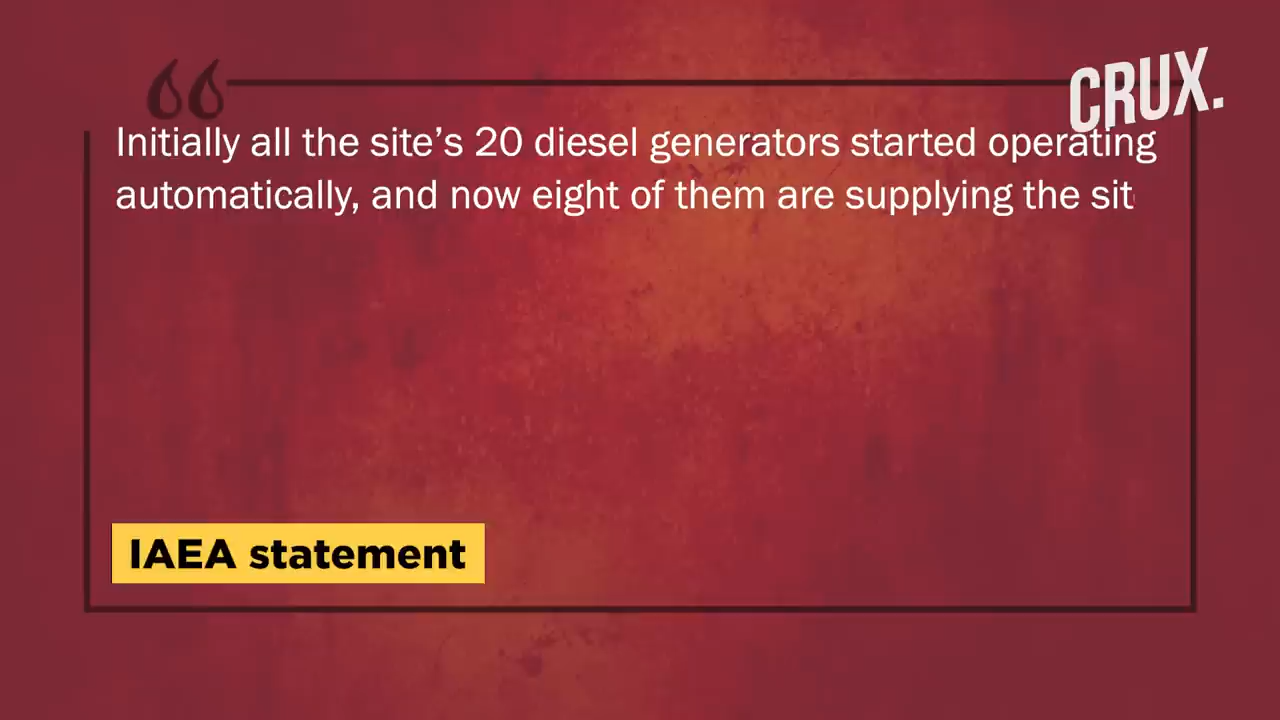 CRUX.
“
Initially all the site’s 20 diesel generators started operating
automatically, and now eight of them are supplying the sit
IAEA statement